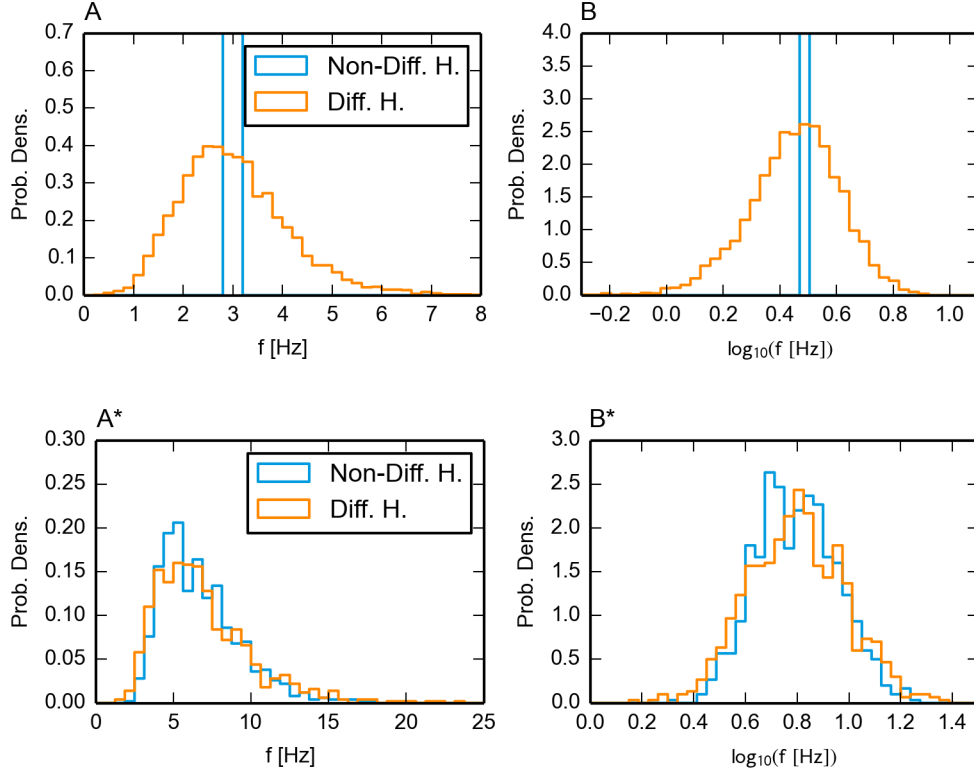 A
Prob. Dens.
0.7
0.6
0.5
0.4
0.3
0.2
0.1
0.0
Non-Diff. H.
Diff. H.
0 1 2 3 4 5 6 7 8
f [Hz]
B
Prob. Dens.
4.0
3.5
3.0
2.5
2.0
1.5
1.0
0.5
0.0
−0.2 0.0 0.2 0.4 0.6 0.8 1.0
log₁₀(f [Hz])
A*
Prob. Dens.
0.30
0.25
0.20
0.15
0.10
0.05
0.00
Non-Diff. H.
Diff. H.
0 5 10 15 20 25
f [Hz]
B*
Prob. Dens.
3.0
2.5
2.0
1.5
1.0
0.5
0.0
0.0 0.2 0.4 0.6 0.8 1.0 1.2 1.4
log₁₀(f [Hz])